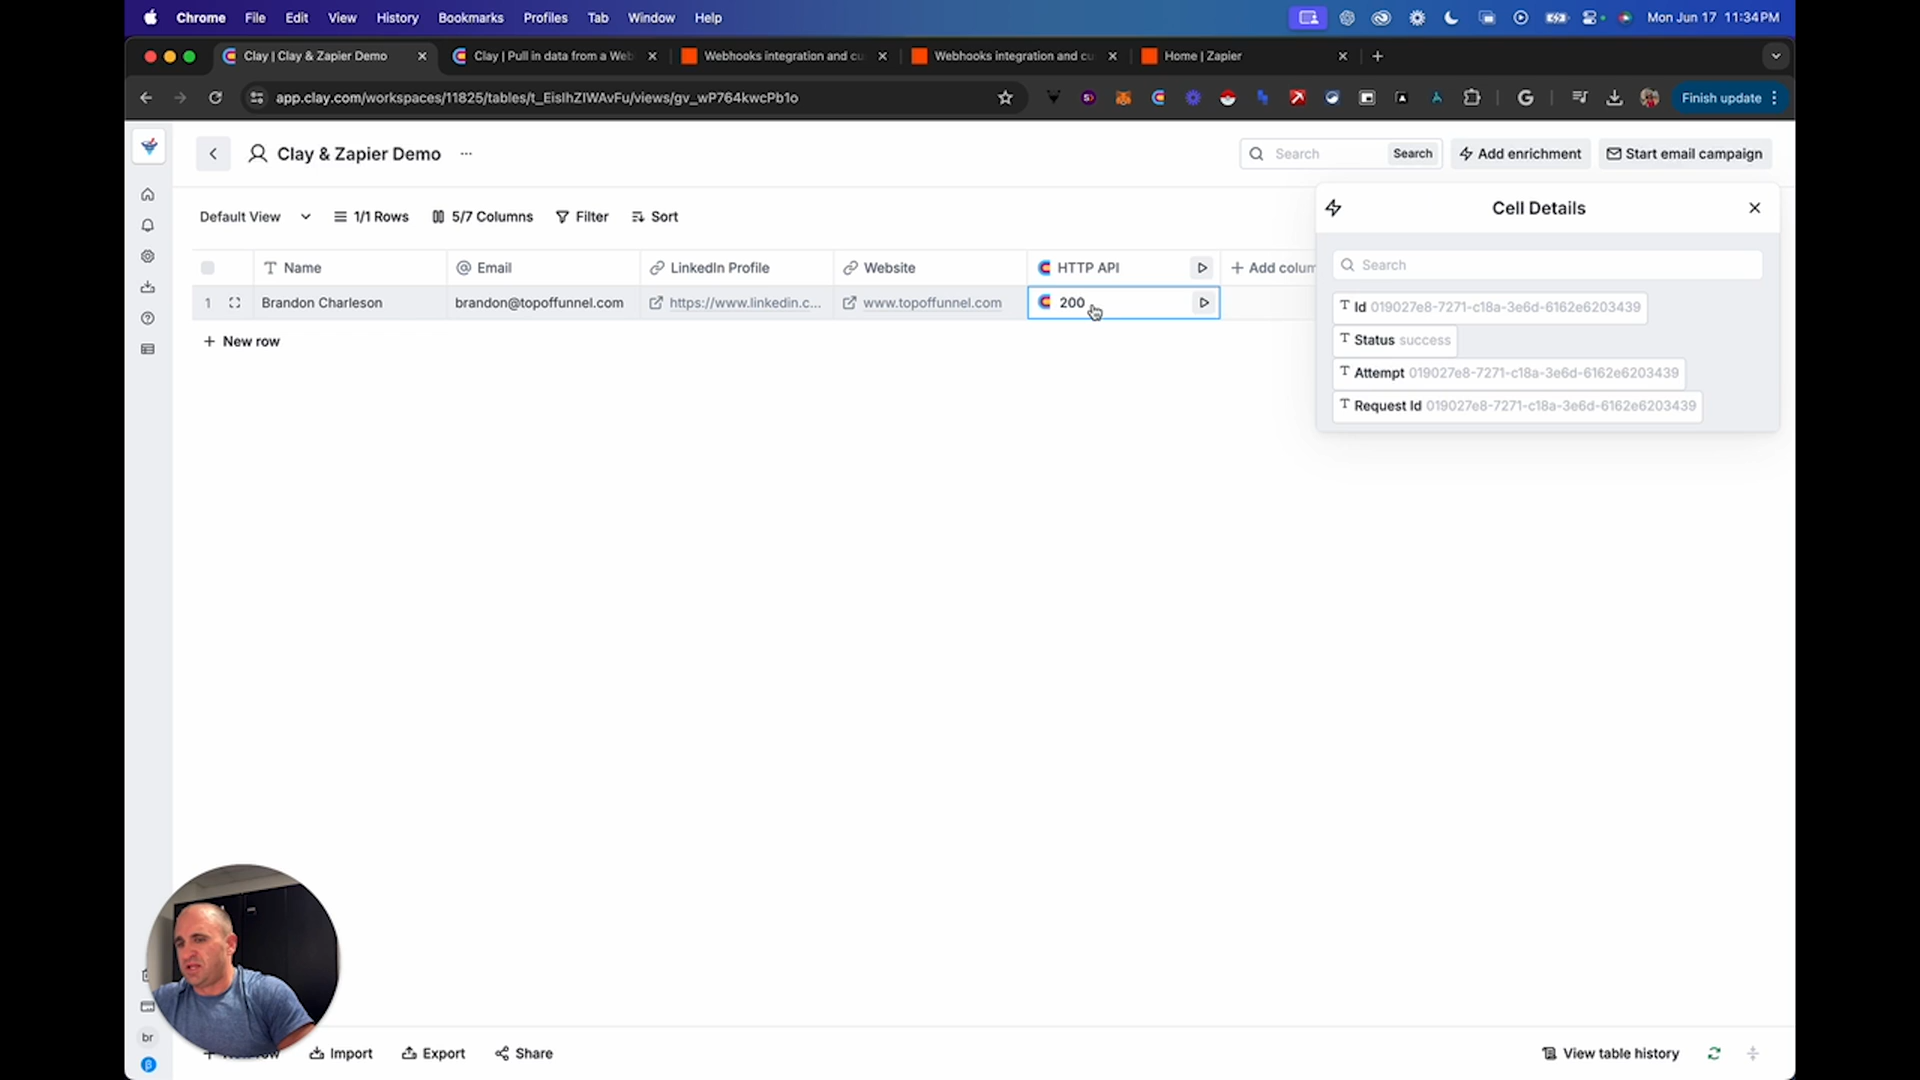 Chrome File Edit View History Bookmarks Profiles Tab Window Help Mon Jun 17 11:34 PM
Clay | Clay & Zapier Demo Clay | Pull in data from a Web Webhooks integration and cu Webhooks integration and cu Home | Zapier
app.clay.com/workspaces/11825/tables/t_EisIhZIWAvFu/views/gv_wP764kwcPb1o Finish update
Clay & Zapier Demo Search Search Add enrichment Start email campaign
Default View 1/1 Rows 5/7 Columns Filter Sort
Name Email LinkedIn Profile Website HTTP API + Add colum
1 Brandon Charleson brandon@topoffunnel.com https://www.linkedin.c... www.topoffunnel.com 200
+ New row
Cell Details
Search
Id 019027e8-7271-c18a-3e6d-6162e6203439
Status success
Attempt 019027e8-7271-c18a-3e6d-6162e6203439
Request Id 019027e8-7271-c18a-3e6d-6162e6203439
br
Import Export Share View table history